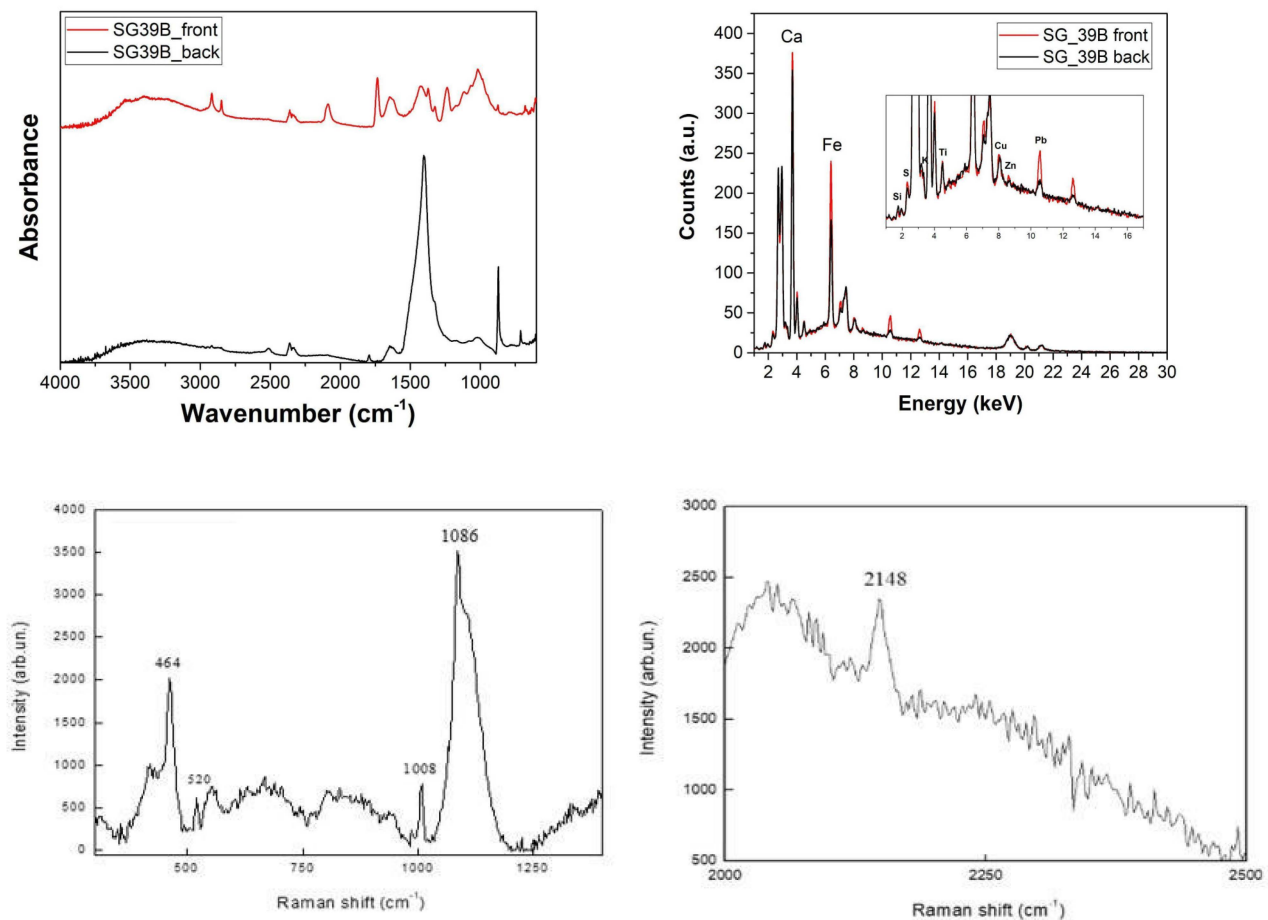 SG39B_front
SG39B_back
Absorbance
4000 3500 3000 2500 2000 1500 1000
Wavenumber (cm-1)
SG_39B front
SG_39B back
Counts (a.u.)
400
350
300
250
200
150
100
50
0
Ca
Fe
Si
S
K
Ti
Cu
Zn
Pb
2 4 6 8 10 12 14 16
2 4 6 8 10 12 14 16 18 20 22 24 26 28 30
Energy (keV)
Intensity (arb.un.)
4000
3500
3000
2500
2000
1500
1000
500
0
464
520
1008
1086
500 750 1000 1250
Raman shift (cm-1)
Intensity (arb.un.)
3000
2500
2000
1500
1000
500
2148
2000 2250 2500
Raman shift (cm-1)